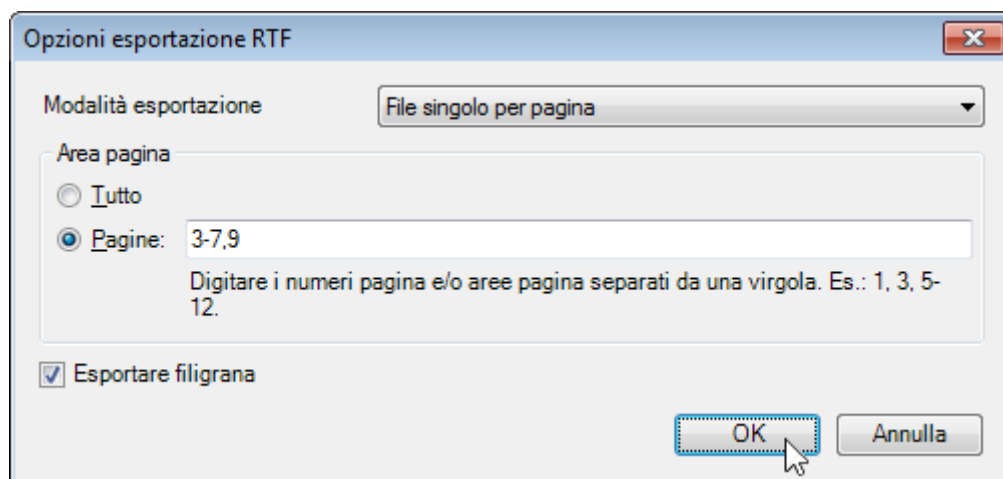 Opzioni esportazione RTF
Modalità esportazione
File singolo per pagina
Area pagina
Tutto
Pagine:
3-7,9
Digitare i numeri pagina e/o aree pagina separati da una virgola. Es.: 1, 3, 5-
12.
Esportare filigrana
OK
Annulla